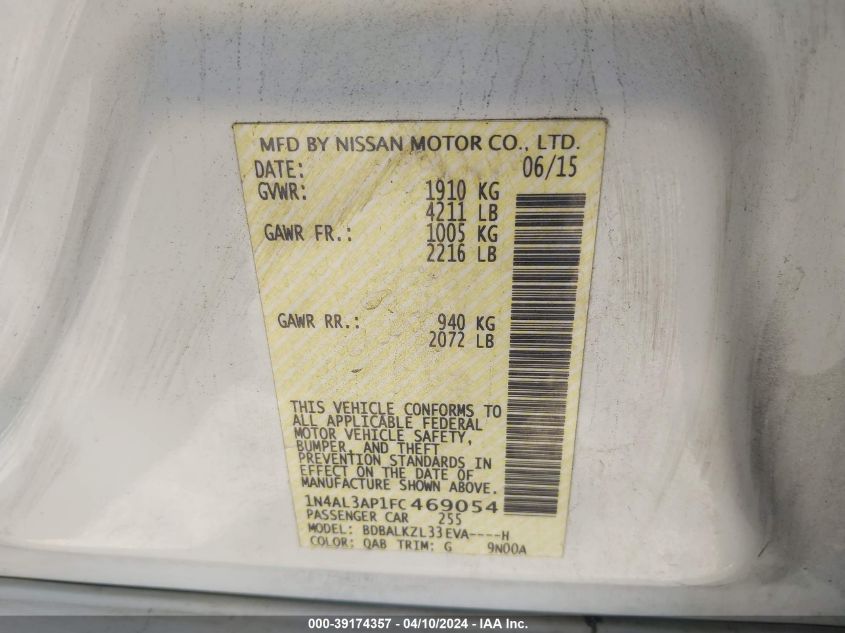 MFD BY NISSAN MOTOR CO., LTD.
DATE: 06/15
GVWR: 1910 KG
4211 LB
GAWR FR.: 1005 KG
2216 LB
GAWR RR.: 940 KG
2072 LB
THIS VEHICLE CONFORMS TO
ALL APPLICABLE FEDERAL
MOTOR VEHICLE SAFETY,
BUMPER, AND THEFT
PREVENTION STANDARDS IN
EFFECT ON THE DATE OF
MANUFACTURE SHOWN ABOVE.
1N4AL3AP1FC469054
PASSENGER CAR 255
MODEL: BDBALKZL33EVA----H
COLOR: QAB TRIM: G 9N00A
000-39174357 - 04/10/2024 - IAA Inc.